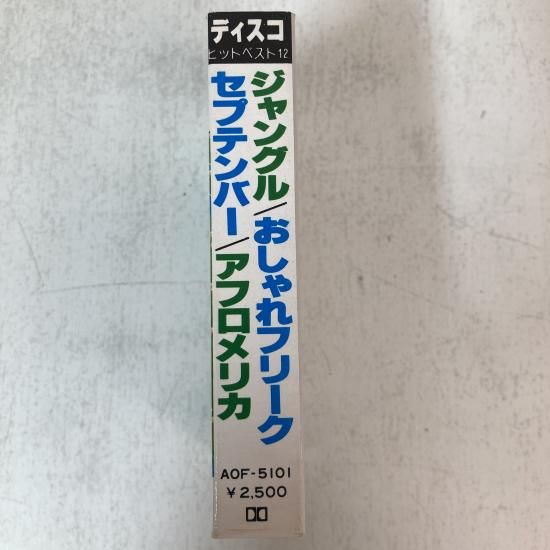 ディスコ
ヒットベスト12
ジャングル/おしゃれフリーク
セプテンバー/アフロメリカ
AOF-5101
¥2,500